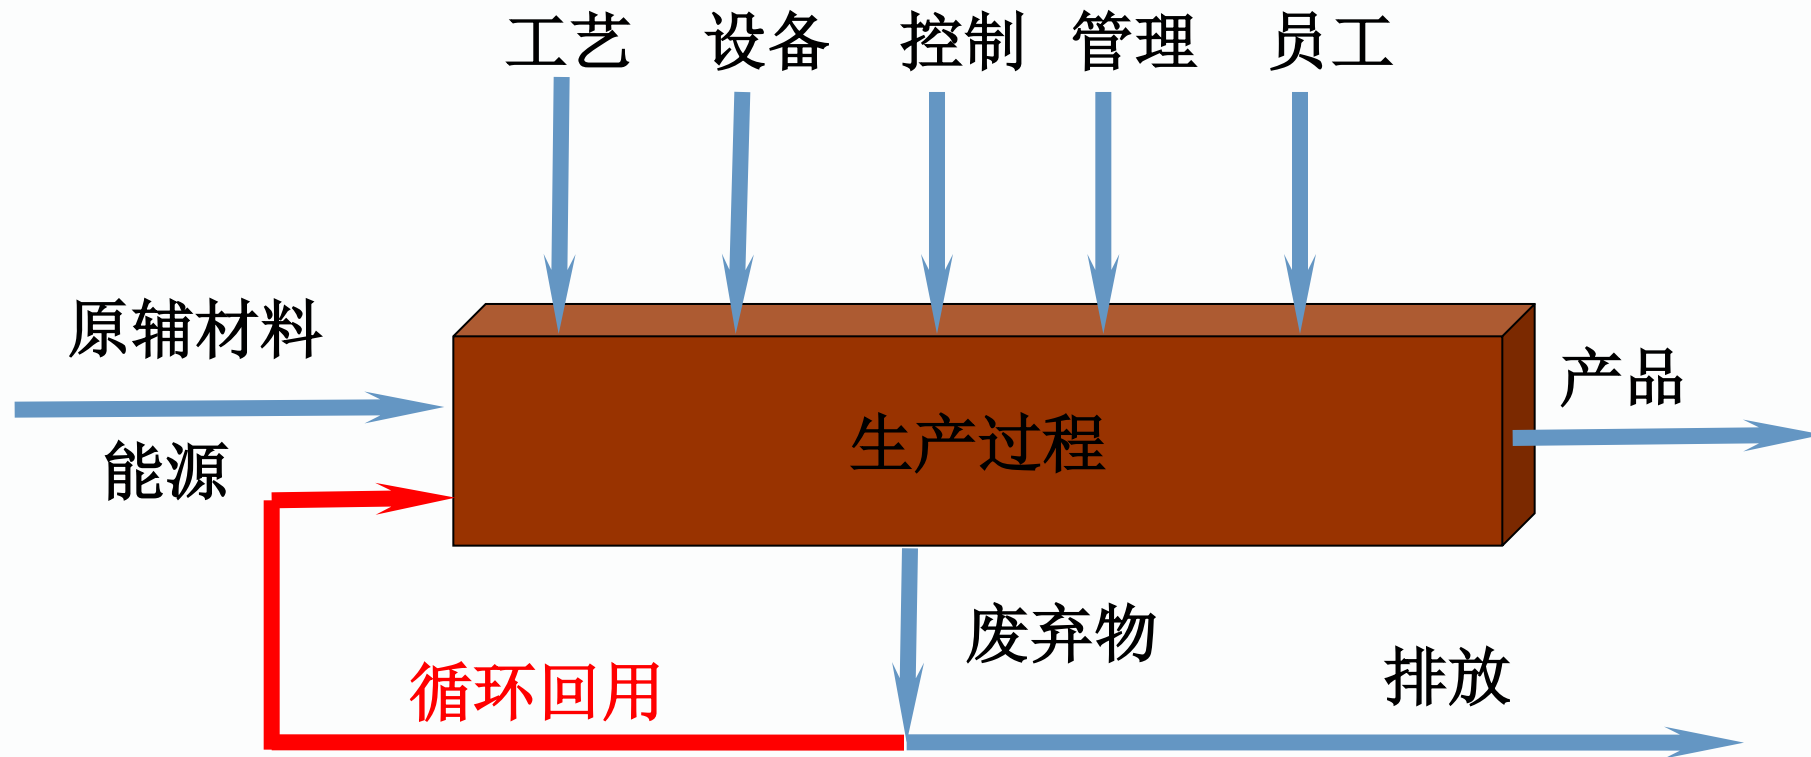 工艺 设备 控制 管理 员工
原辅材料
产品
生产过程
能源
废弃物
排放
循环回用